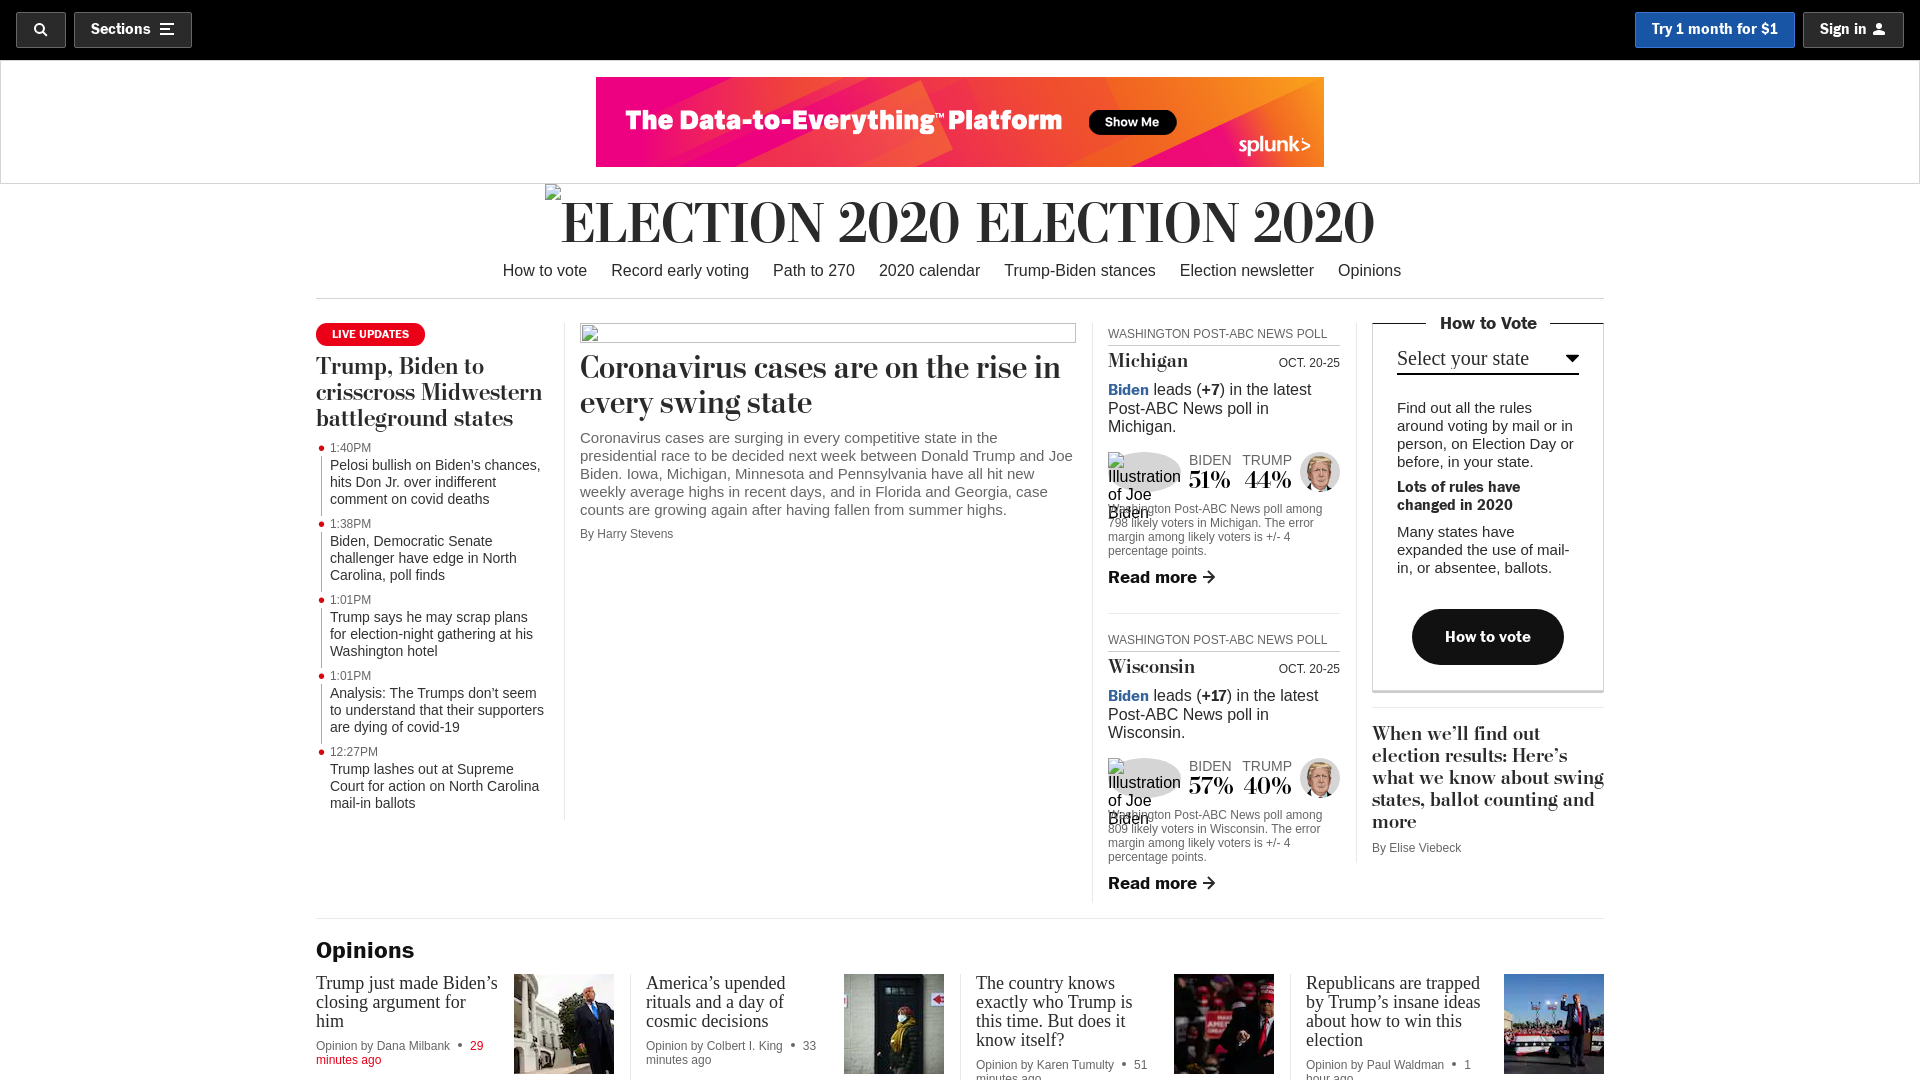 Sections
Try 1 month for $1
Sign in
The Data-to-Everything™ Platform
Show Me
splunk>
ELECTION 2020 ELECTION 2020
How to vote
Record early voting
Path to 270
2020 calendar
Trump-Biden stances
Election newsletter
Opinions
LIVE UPDATES
Trump, Biden to
crisscross Midwestern
battleground states
1:40PM
Pelosi bullish on Biden’s chances,
hits Don Jr. over indifferent
comment on covid deaths
1:38PM
Biden, Democratic Senate
challenger have edge in North
Carolina, poll finds
1:01PM
Trump says he may scrap plans
for election-night gathering at his
Washington hotel
1:01PM
Analysis: The Trumps don’t seem
to understand that their supporters
are dying of covid-19
12:27PM
Trump lashes out at Supreme
Court for action on North Carolina
mail-in ballots
Coronavirus cases are on the rise in
every swing state
Coronavirus cases are surging in every competitive state in the
presidential race to be decided next week between Donald Trump and Joe
Biden. Iowa, Michigan, Minnesota and Pennsylvania have all hit new
weekly average highs in recent days, and in Florida and Georgia, case
counts are growing again after having fallen from summer highs.
By Harry Stevens
WASHINGTON POST-ABC NEWS POLL
Michigan OCT. 20-25
Biden leads (+7) in the latest
Post-ABC News poll in
Michigan.
Illustration
of Joe
Biden
BIDEN TRUMP
51% 44%
Washington Post-ABC News poll among
798 likely voters in Michigan. The error
margin among likely voters is +/- 4
percentage points.
Read more →
WASHINGTON POST-ABC NEWS POLL
Wisconsin OCT. 20-25
Biden leads (+17) in the latest
Post-ABC News poll in
Wisconsin.
Illustration
of Joe
Biden
BIDEN TRUMP
57% 40%
Washington Post-ABC News poll among
809 likely voters in Wisconsin. The error
margin among likely voters is +/- 4
percentage points.
Read more →
How to Vote
Select your state
Find out all the rules
around voting by mail or in
person, on Election Day or
before, in your state.
Lots of rules have
changed in 2020
Many states have
expanded the use of mail-
in, or absentee, ballots.
How to vote
When we’ll find out
election results: Here’s
what we know about swing
states, ballot counting and
more
By Elise Viebeck
Opinions
Trump just made Biden’s
closing argument for
him
Opinion by Dana Milbank • 29
minutes ago
America’s upended
rituals and a day of
cosmic decisions
Opinion by Colbert I. King • 33
minutes ago
The country knows
exactly who Trump is
this time. But does it
know itself?
Opinion by Karen Tumulty • 51
minutes ago
Republicans are trapped
by Trump’s insane ideas
about how to win this
election
Opinion by Paul Waldman • 1
hour ago